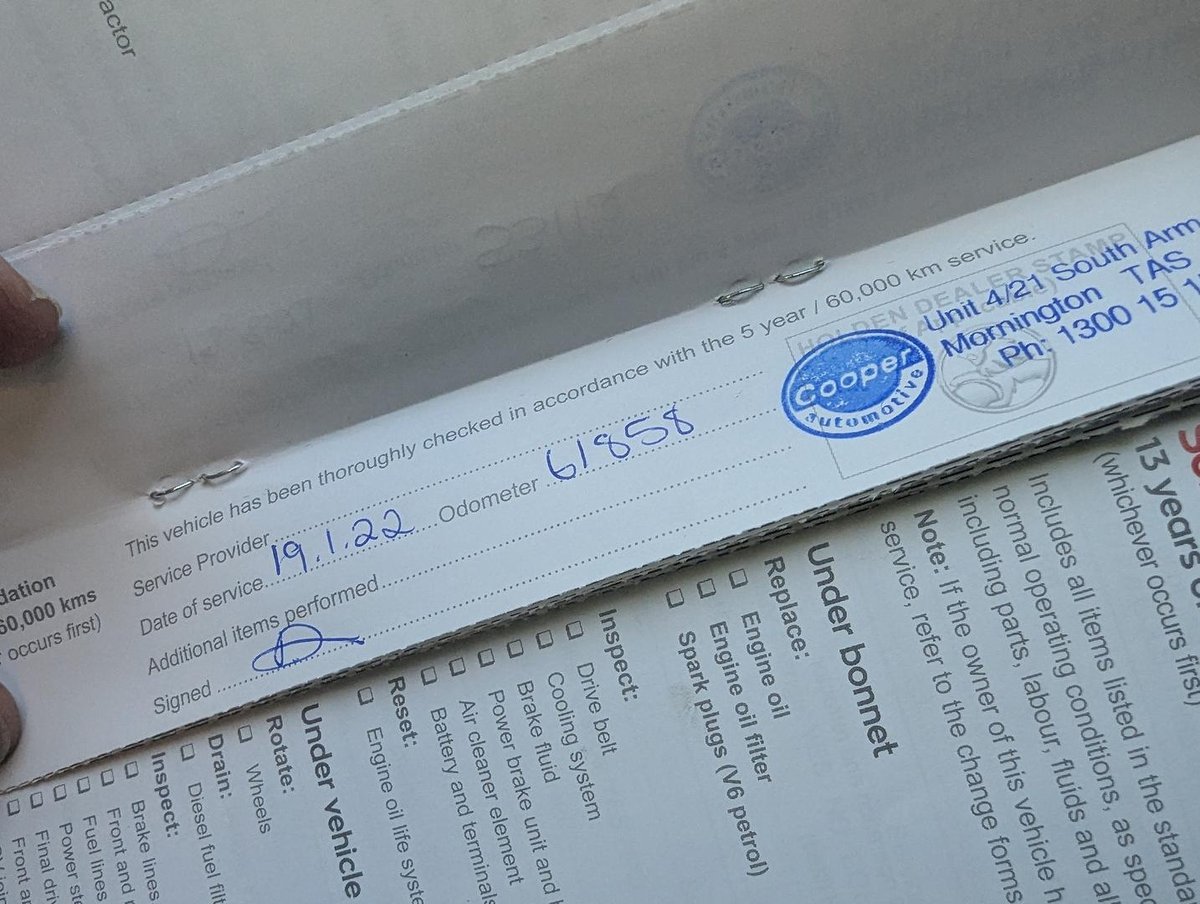 actor
This vehicle has been thoroughly checked in accordance with the 5 year / 60,000 km service.
Service Provider
Date of service 19.1.22 Odometer 61858
Additional items performed
Signed
HOLDEN DEALER STAMP
Cooper
automotive
Unit 4/21 South Arm
Mornington TAS
Ph: 1300 15 1
dation
60,000 kms
occurs first)
13 years
(whichever occurs first)
Includes all items listed in the standa
normal operating conditions, as spec
including parts, labour, fluids and al
Note: If the owner of this vehicle h
service, refer to the change forms
Under bonnet
Replace:
Engine oil
Engine oil filter
Spark plugs (V6 petrol)
Inspect:
Drive belt
Cooling system
Brake fluid
Power brake unit and
Air cleaner element
Battery and terminals
Reset:
Engine oil life syste
Under vehicle
Rotate:
Wheels
Drain:
Diesel fuel filt
Inspect:
Brake lines
Front and r
Fuel lines
Power ste
Final driv
Front a